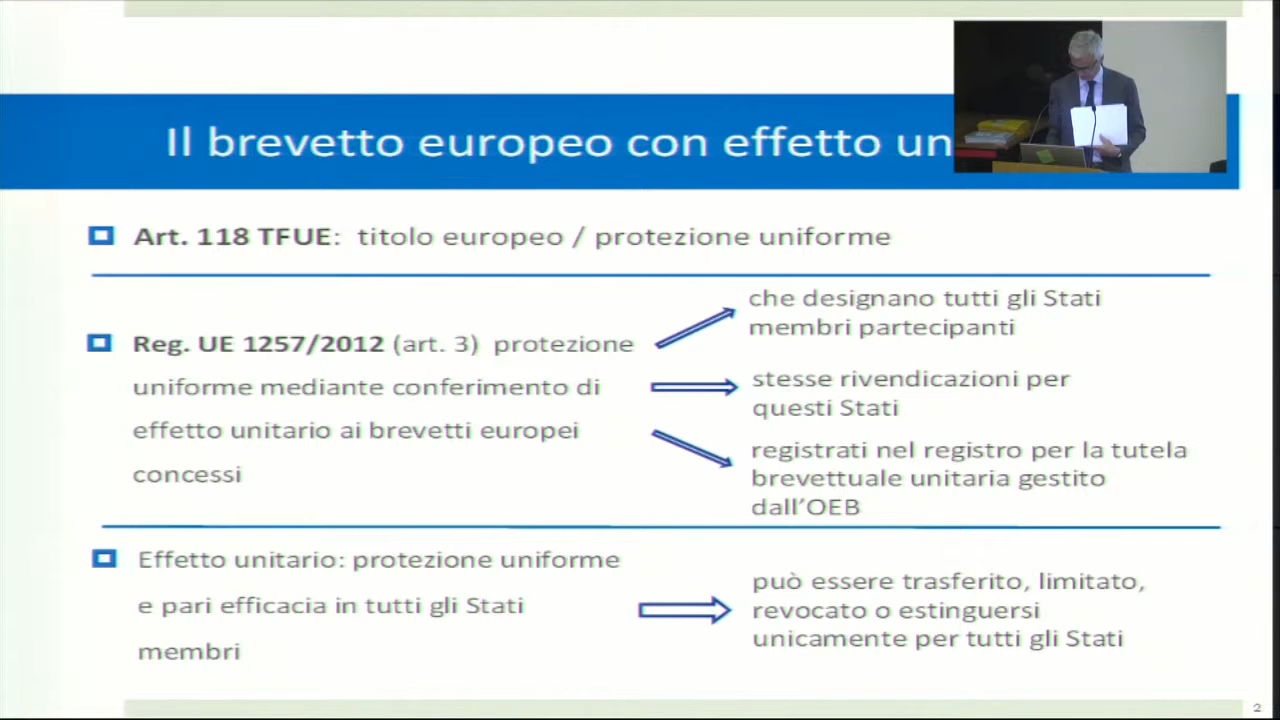 Il brevetto europeo con effetto un
Art. 118 TFUE: titolo europeo / protezione uniforme
Reg. UE 1257/2012 (art. 3) protezione
uniforme mediante conferimento di
effetto unitario ai brevetti europei
concessi
che designano tutti gli Stati
membri partecipanti
stesse rivendicazioni per
questi Stati
registrati nel registro per la tutela
brevettuale unitaria gestito
dall'OEB
Effetto unitario: protezione uniforme
e pari efficacia in tutti gli Stati
membri
può essere trasferito, limitato,
revocato o estinguersi
unicamente per tutti gli Stati
2